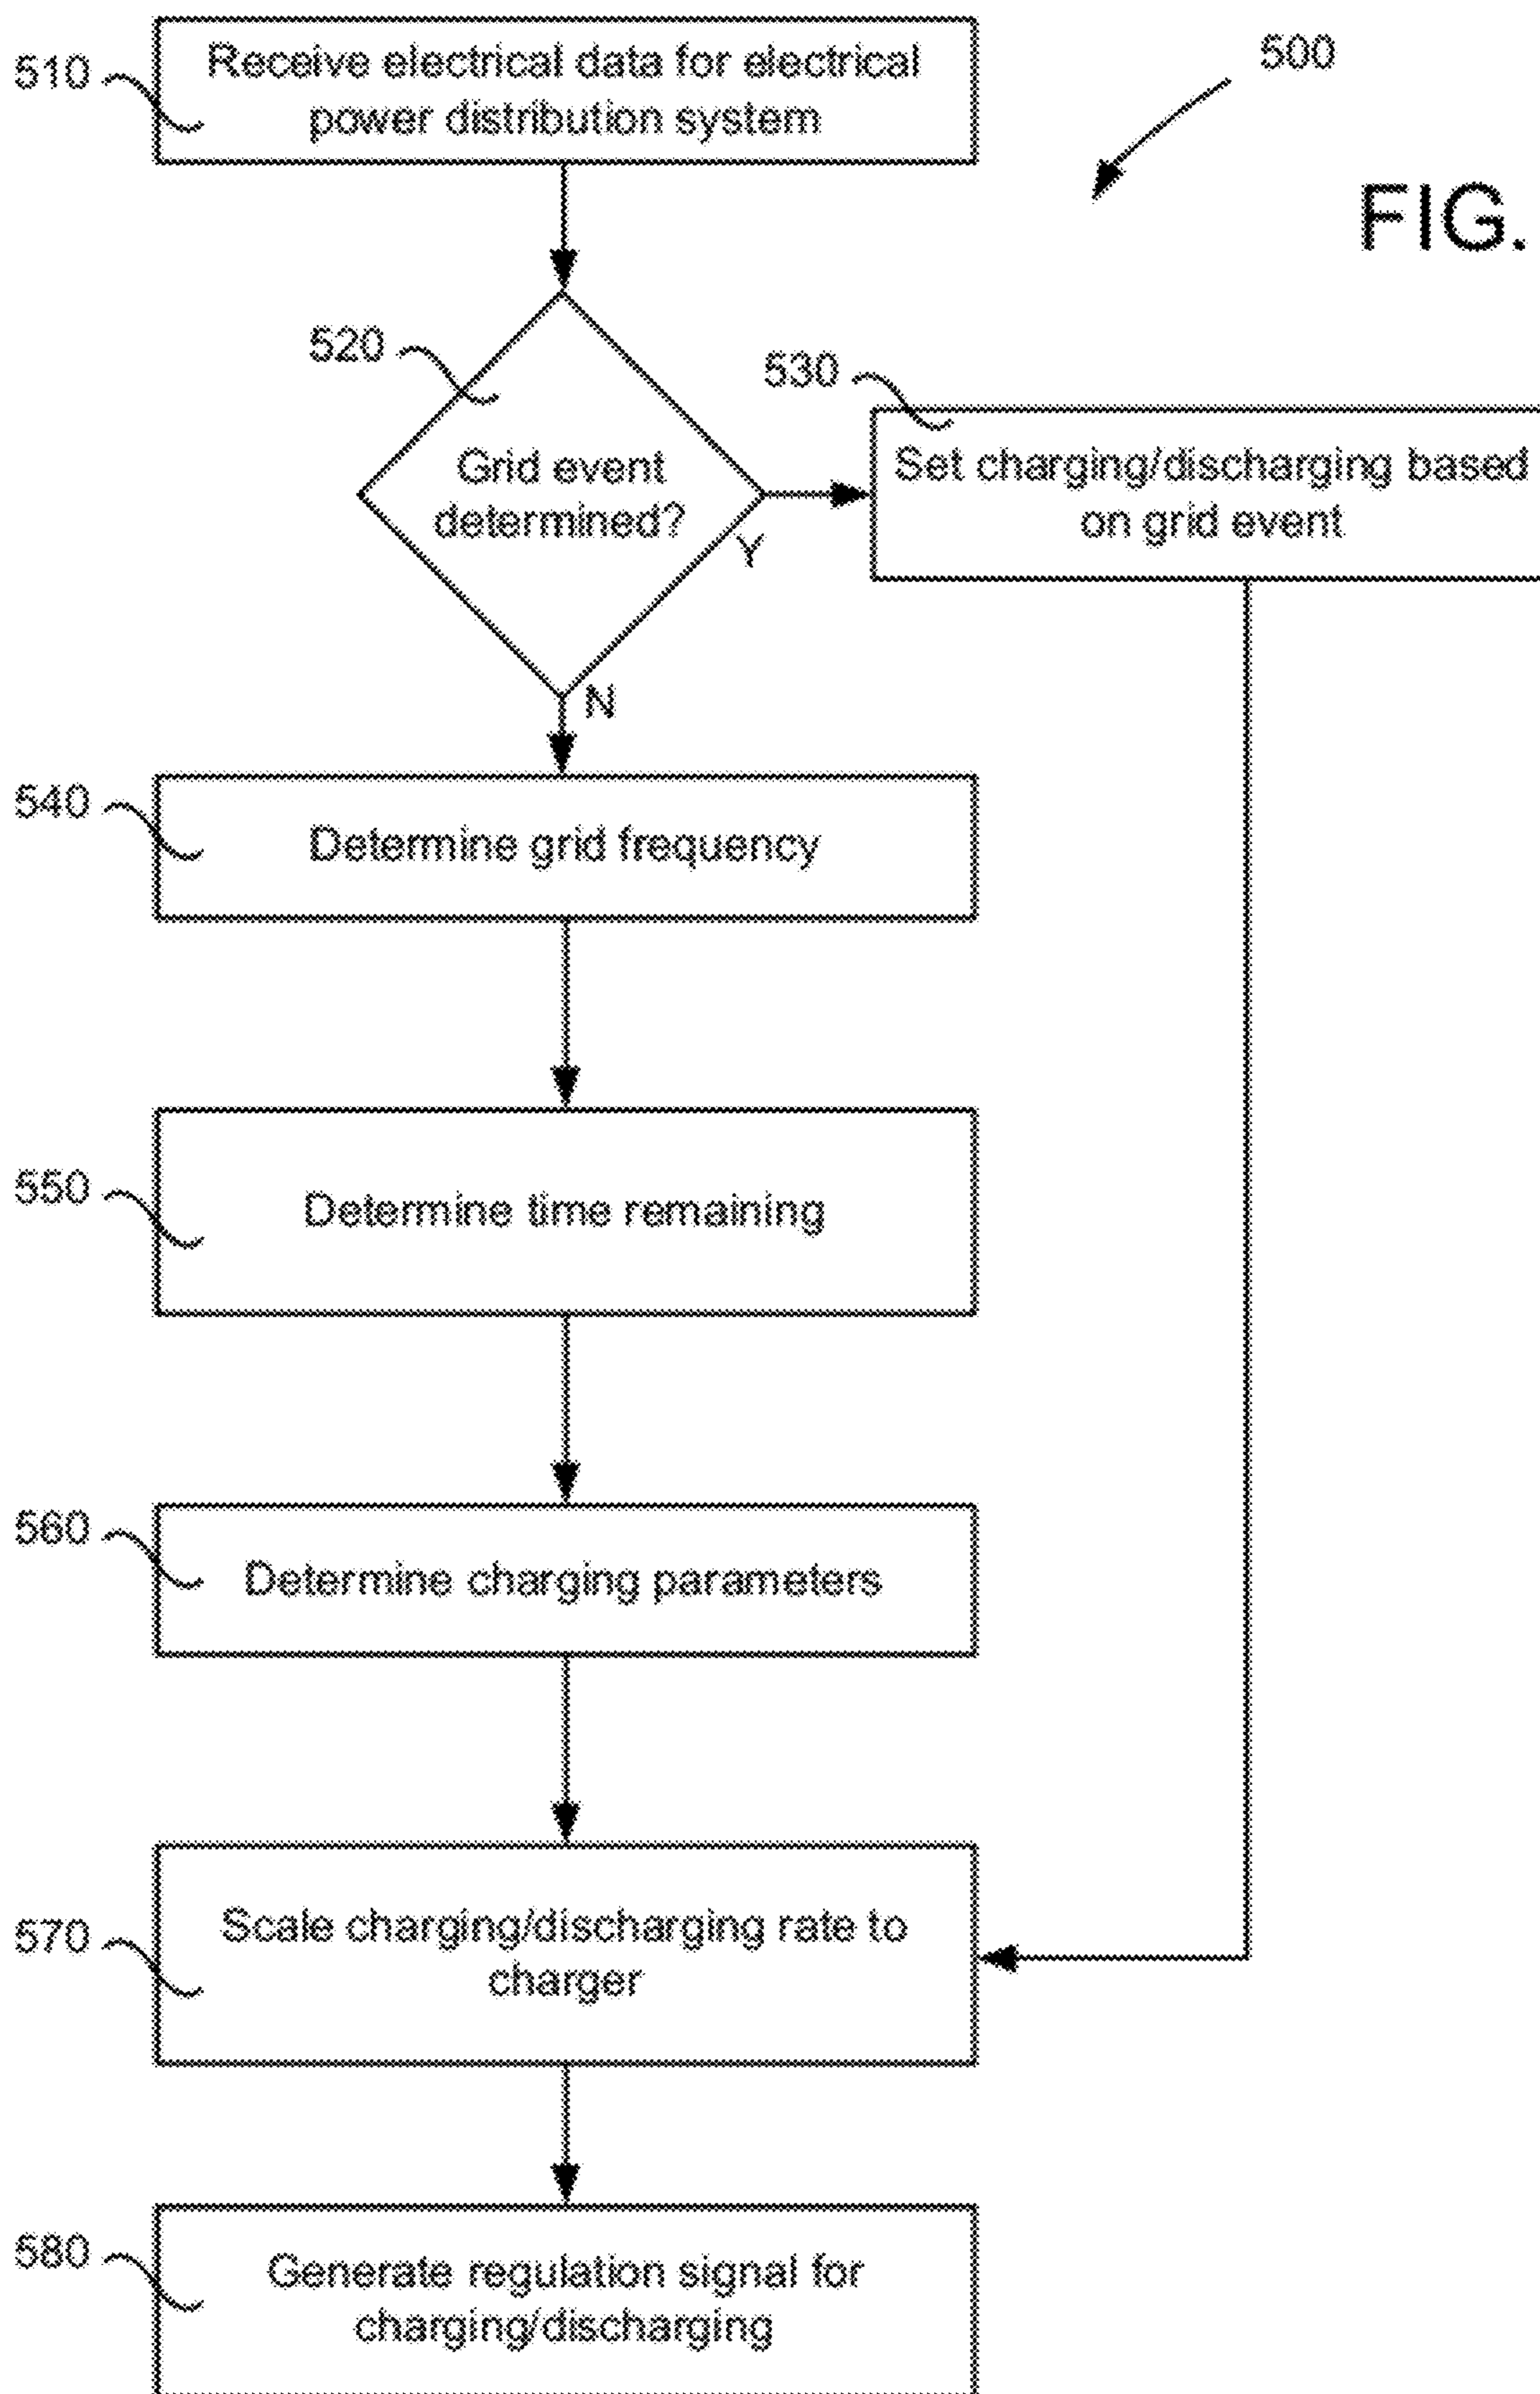 500
FIG.
510
Receive electrical data for electrical
power distribution system
520
Grid event
determined?
Y
N
530
Set charging/discharging based
on grid event
540
Determine grid frequency
550
Determine time remaining
560
Determine charging parameters
570
Scale charging/discharging rate to
charger
580
Generate regulation signal for
charging/discharging